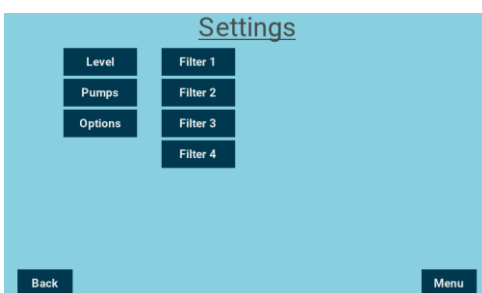 Settings
Level
Pumps
Options
Filter 1
Filter 2
Filter 3
Filter 4
Back
Menu